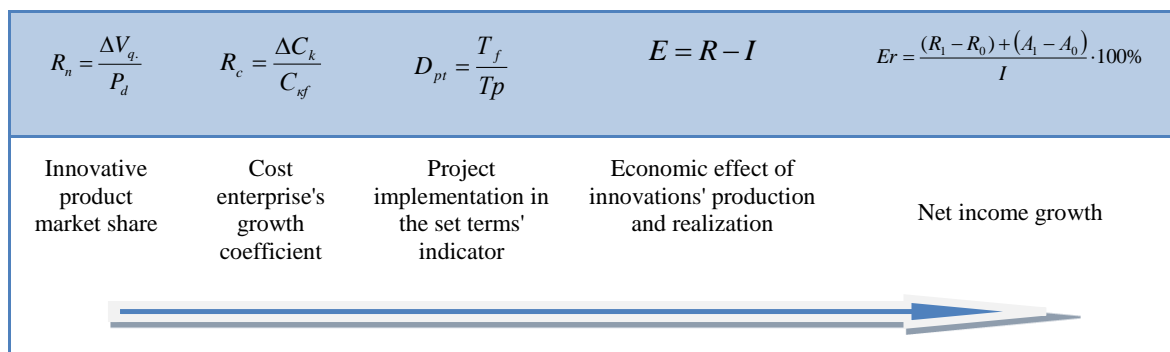 R_n = ΔV_q. / P_d
R_c = ΔC_k / C_кf
D_pt = T_f / Tp
E = R − I
Er = (R_1 − R_0) + (A_1 − A_0) / I · 100%
Innovative
product
market share
Cost
enterprise's
growth
coefficient
Project
implementation in
the set terms'
indicator
Economic effect of
innovations' production
and realization
Net income growth